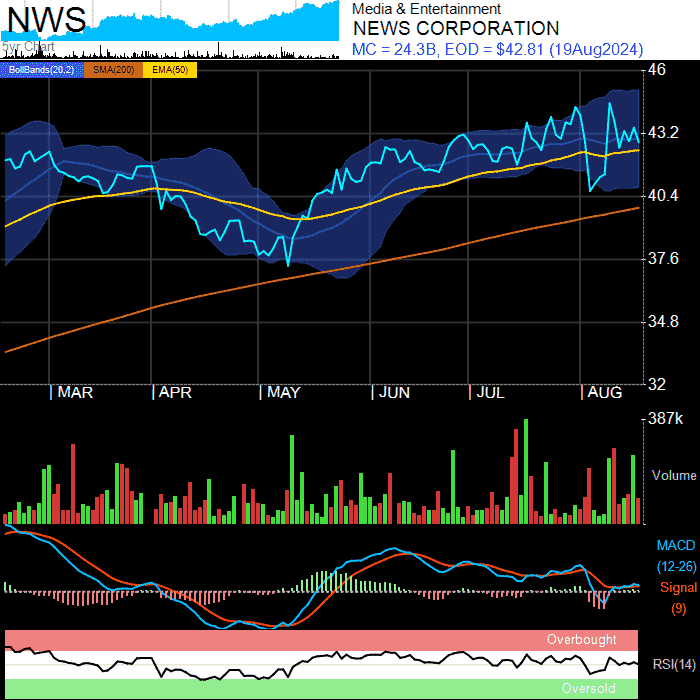 NWS
5yr Chart
Media & Entertainment
NEWS CORPORATION
MC = 24.3B, EOD = $42.81 (19Aug2024)
BollBands(20,2) SMA(200) EMA(50)
46
43.2
40.4
37.6
34.8
32
MAR APR MAY JUN JUL AUG
387k
Volume
MACD
(12-26)
Signal
(9)
Overbought
RSI(14)
Oversold